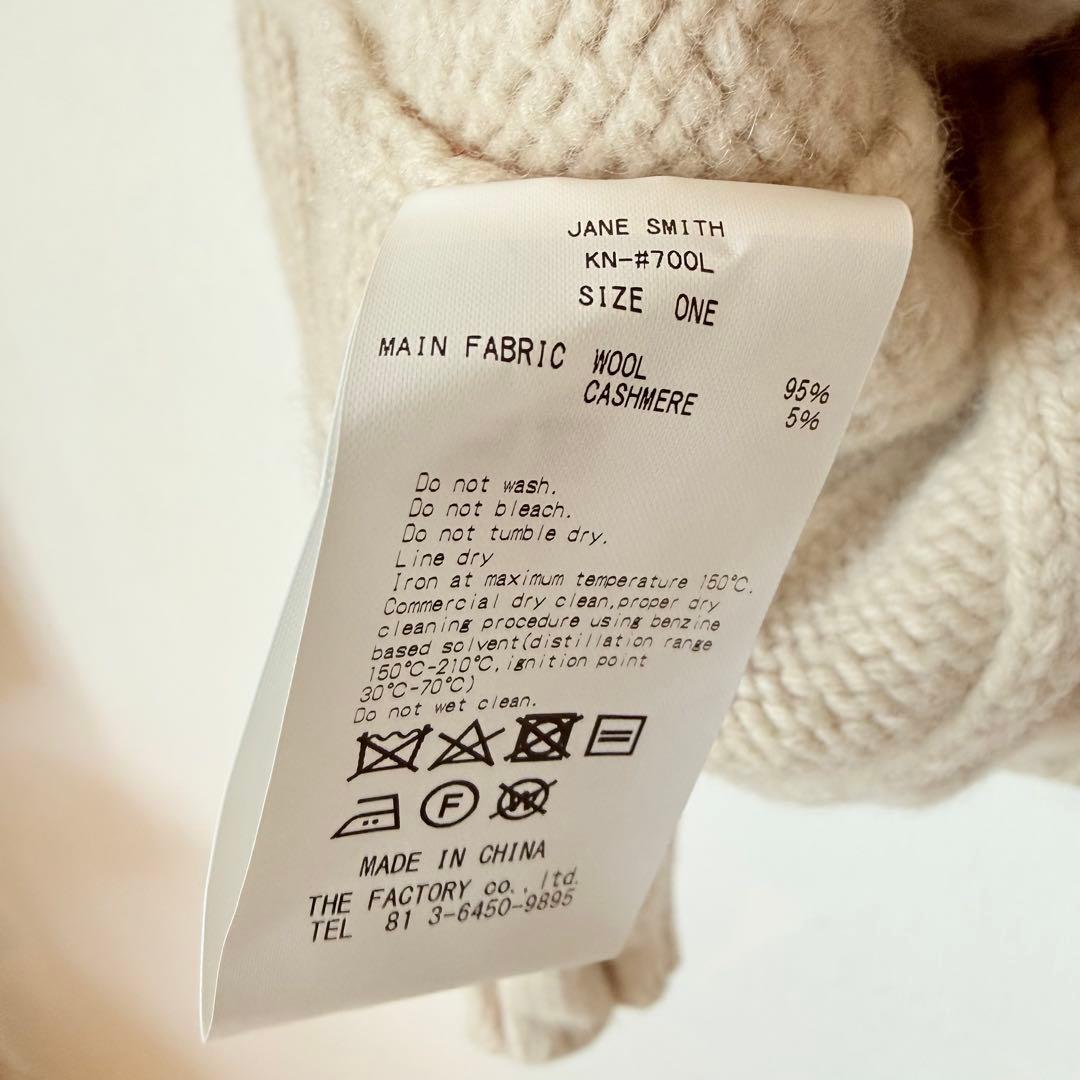 JANE SMITH
KN-#700L
SIZE ONE
MAIN FABRIC WOOL 95%
CASHMERE 5%
Do not wash.
Do not bleach.
Do not tumble dry.
Line dry
Iron at maximum temperature 150°C.
Commercial dry clean,proper dry
cleaning procedure using benzine
based solvent(distillation range
150°C-210°C,ignition point
30°C-70°C)
Do not wet clean.
F W
MADE IN CHINA
THE FACTORY co., ltd.
TEL 81 3-6450-9895